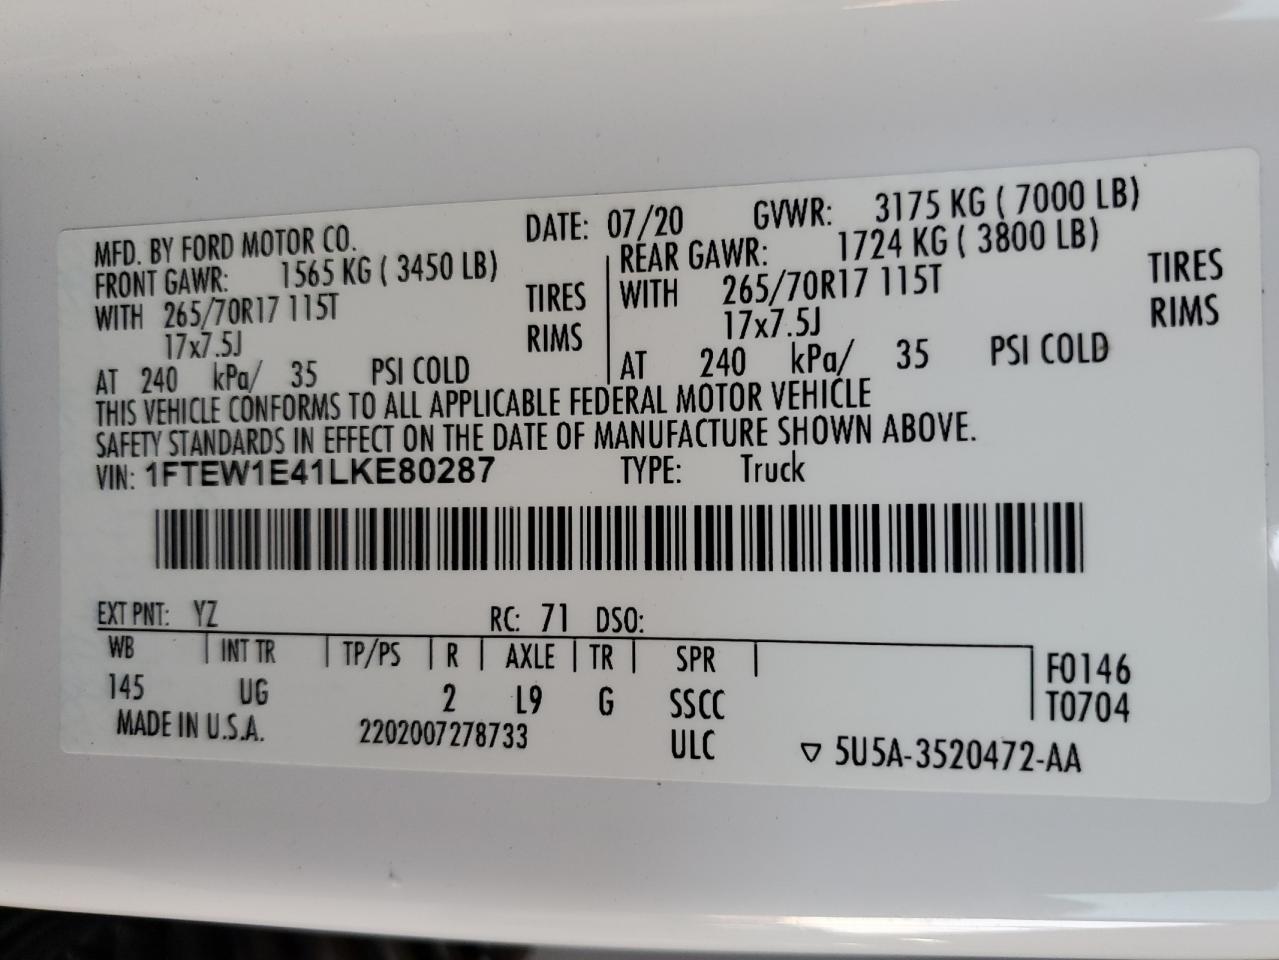 MFD. BY FORD MOTOR CO. DATE: 07/20 GVWR: 3175 KG ( 7000 LB)
FRONT GAWR: 1565 KG ( 3450 LB) REAR GAWR: 1724 KG ( 3800 LB)
WITH 265/70R17 115T TIRES WITH 265/70R17 115T TIRES
17x7.5J RIMS 17x7.5J RIMS
AT 240 kPa/ 35 PSI COLD AT 240 kPa/ 35 PSI COLD
THIS VEHICLE CONFORMS TO ALL APPLICABLE FEDERAL MOTOR VEHICLE
SAFETY STANDARDS IN EFFECT ON THE DATE OF MANUFACTURE SHOWN ABOVE.
VIN: 1FTEW1E41LKE80287 TYPE: Truck
EXT PNT: YZ RC: 71 DSO:
WB INT TR TP/PS R AXLE TR SPR F0146
145 UG 2 L9 G SSCC T0704
MADE IN U.S.A. 2202007278733 ULC ▽ 5U5A-3520472-AA